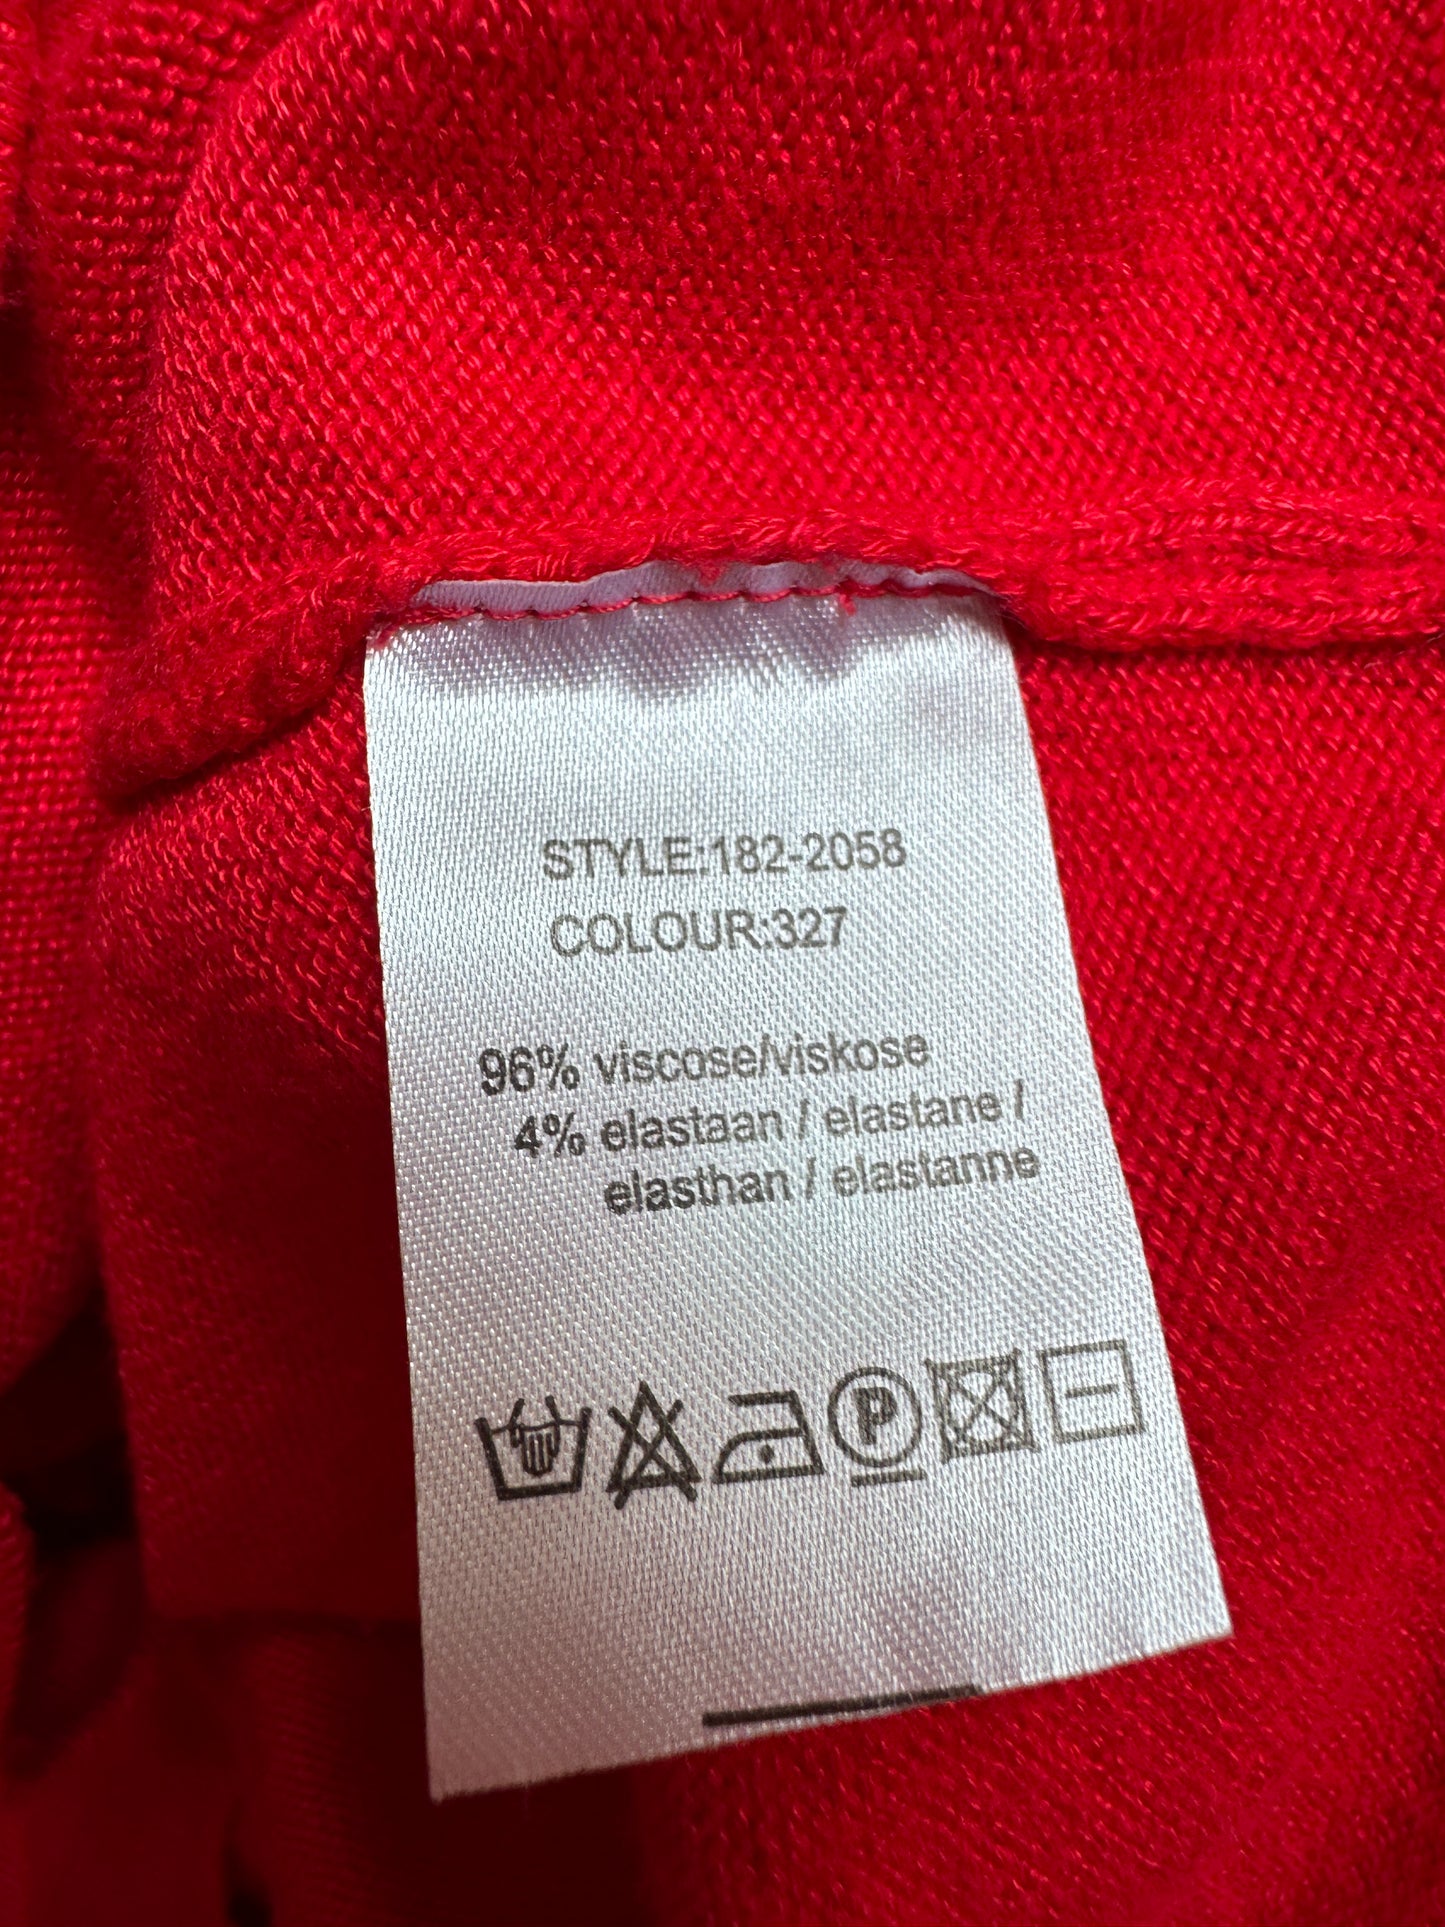 STYLE:182-2058
COLOUR:327
96% viscose/viskose
4% elastaan / elastane /
elasthan / elastanne
P